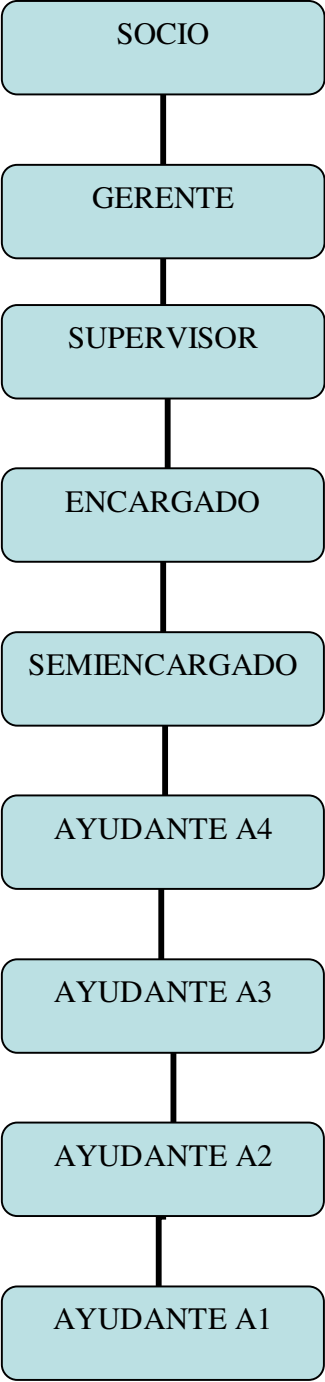 SOCIO
GERENTE
SUPERVISOR
ENCARGADO
SEMIENCARGADO
AYUDANTE A4
AYUDANTE A3
AYUDANTE A2
AYUDANTE A1